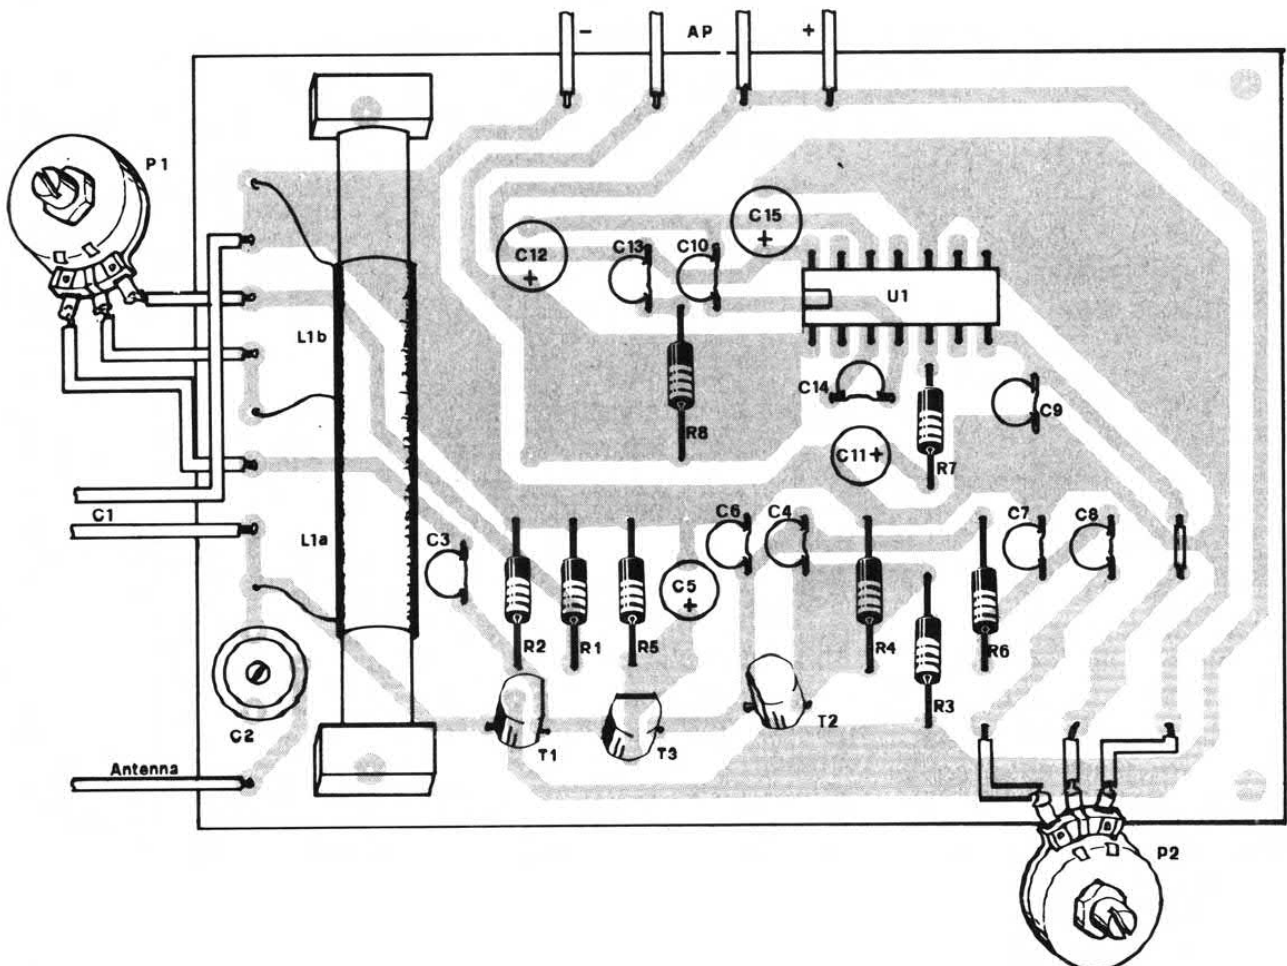 - AP +
P1
C15
C13 C10
C12
+
+
U1
L1b
C14
C9
R8
C11+
R7
C1
C6 C4 C7 C8
L1a
C3
C5
+
R2 R1 R5 R4 R6
R3
C2
T1 T3 T2
Antenna
P2